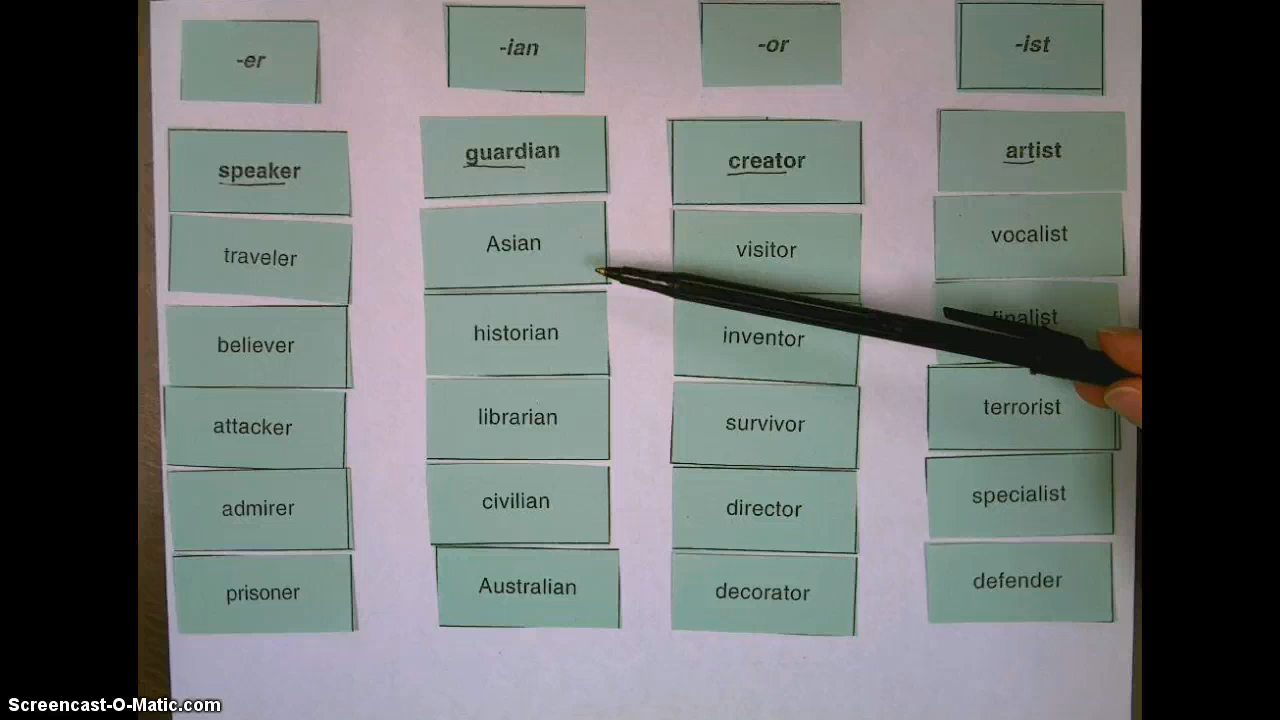 -er
-ian
-or
-ist
speaker
guardian
creator
artist
traveler
Asian
visitor
vocalist
believer
historian
inventor
finalist
attacker
librarian
survivor
terrorist
admirer
civilian
director
specialist
prisoner
Australian
decorator
defender
Screencast-O-Matic.com